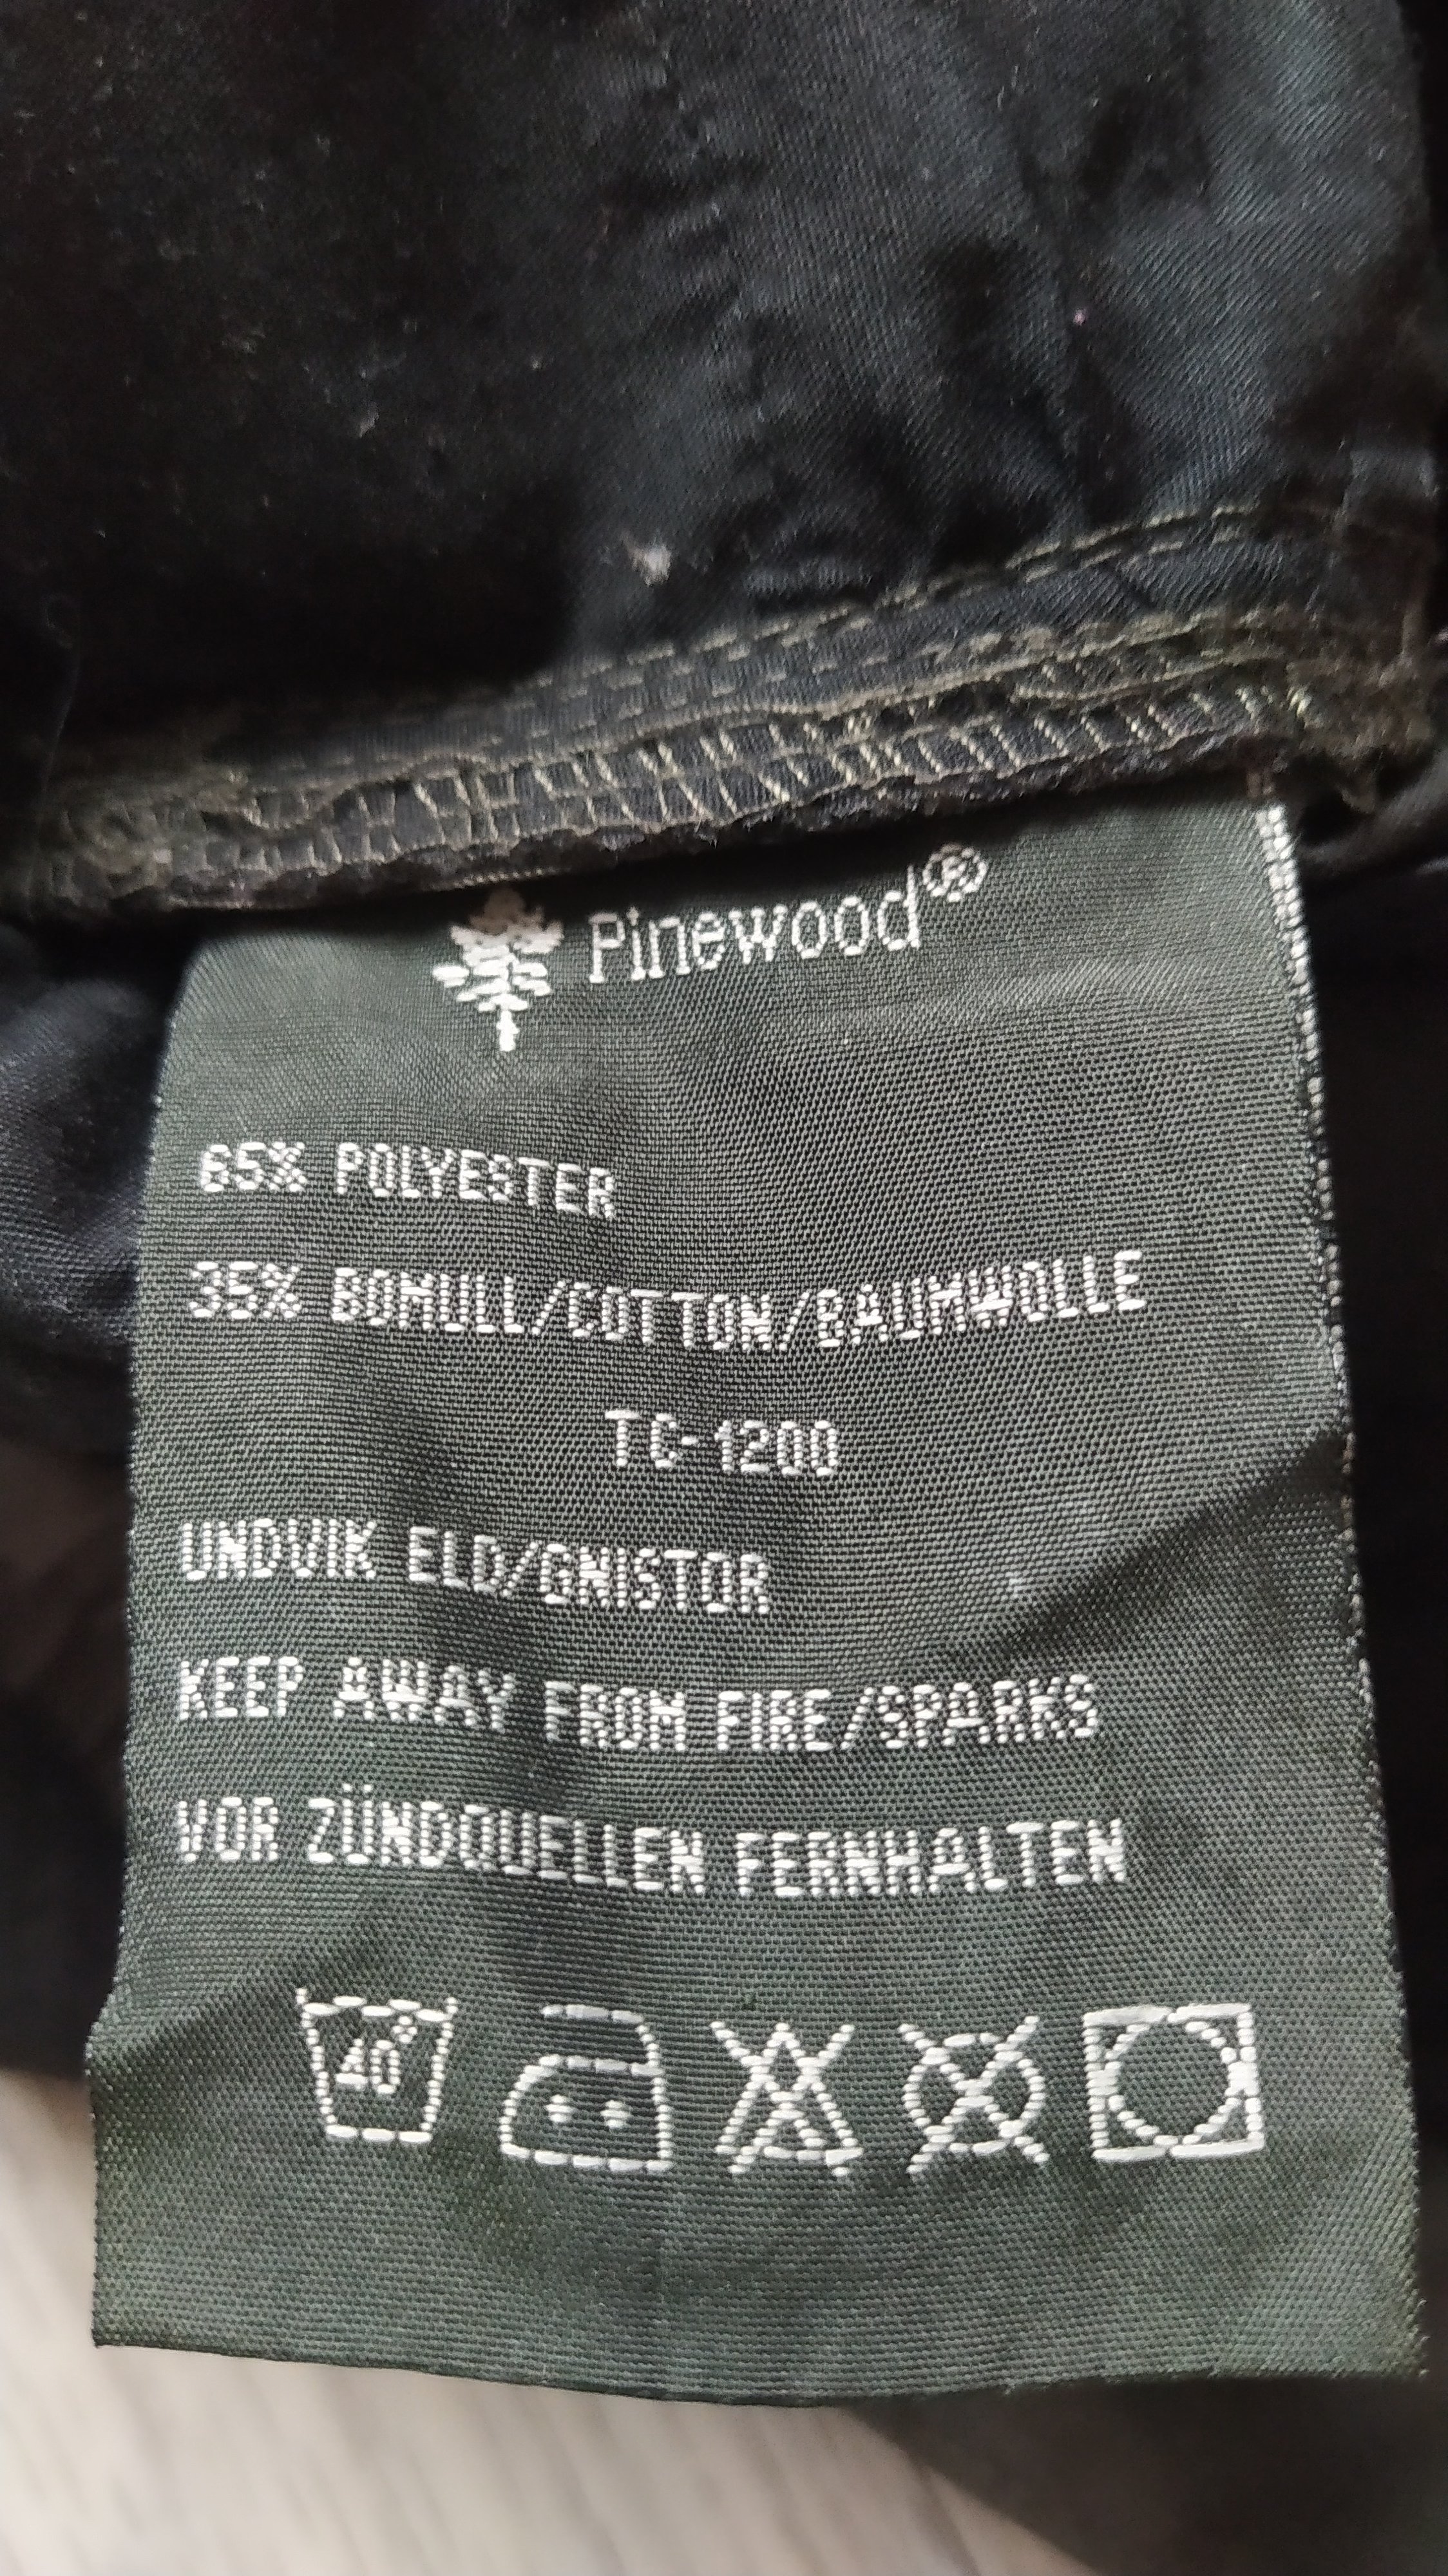 Pinewood®
65% POLYESTER
35% BOMULL/COTTON/BAUMWOLLE
TC-1200
UNDVIK ELD/GNISTOR
KEEP AWAY FROM FIRE/SPARKS
VOR ZÜNDQUELLEN FERNHALTEN
40°